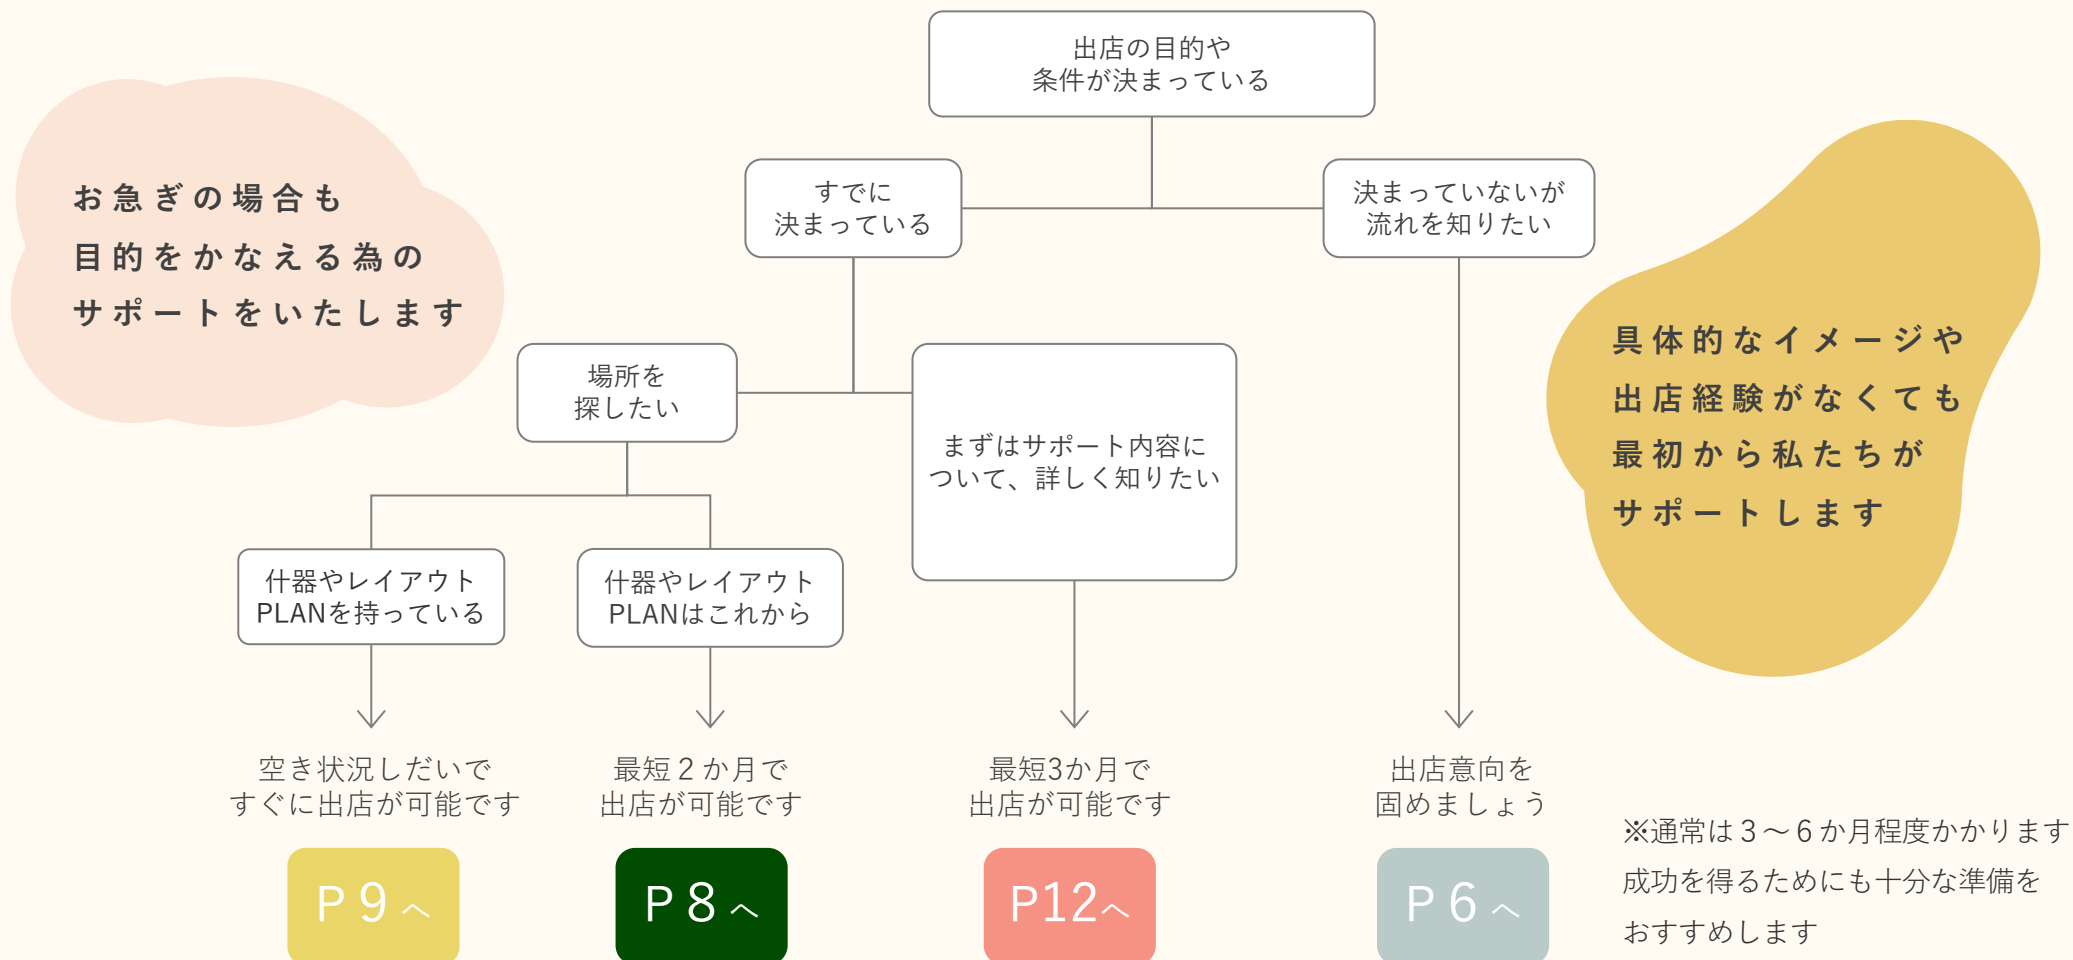 出店の目的や
条件が決まっている
お急ぎの場合も
目的をかなえる為の
サポートをいたします
すでに
決まっている
決まっていないが
流れを知りたい
具体的なイメージや
出店経験がなくても
最初から私たちが
サポートします
場所を
探したい
まずはサポート内容に
ついて、詳しく知りたい
什器やレイアウト
PLANを持っている
什器やレイアウト
PLANはこれから
空き状況しだいで
すぐに出店が可能です
最短２か月で
出店が可能です
最短3か月で
出店が可能です
出店意向を
固めましょう
P９へ
P８へ
P12へ
P６へ
※通常は３～６か月程度かかります
成功を得るためにも十分な準備を
おすすめします